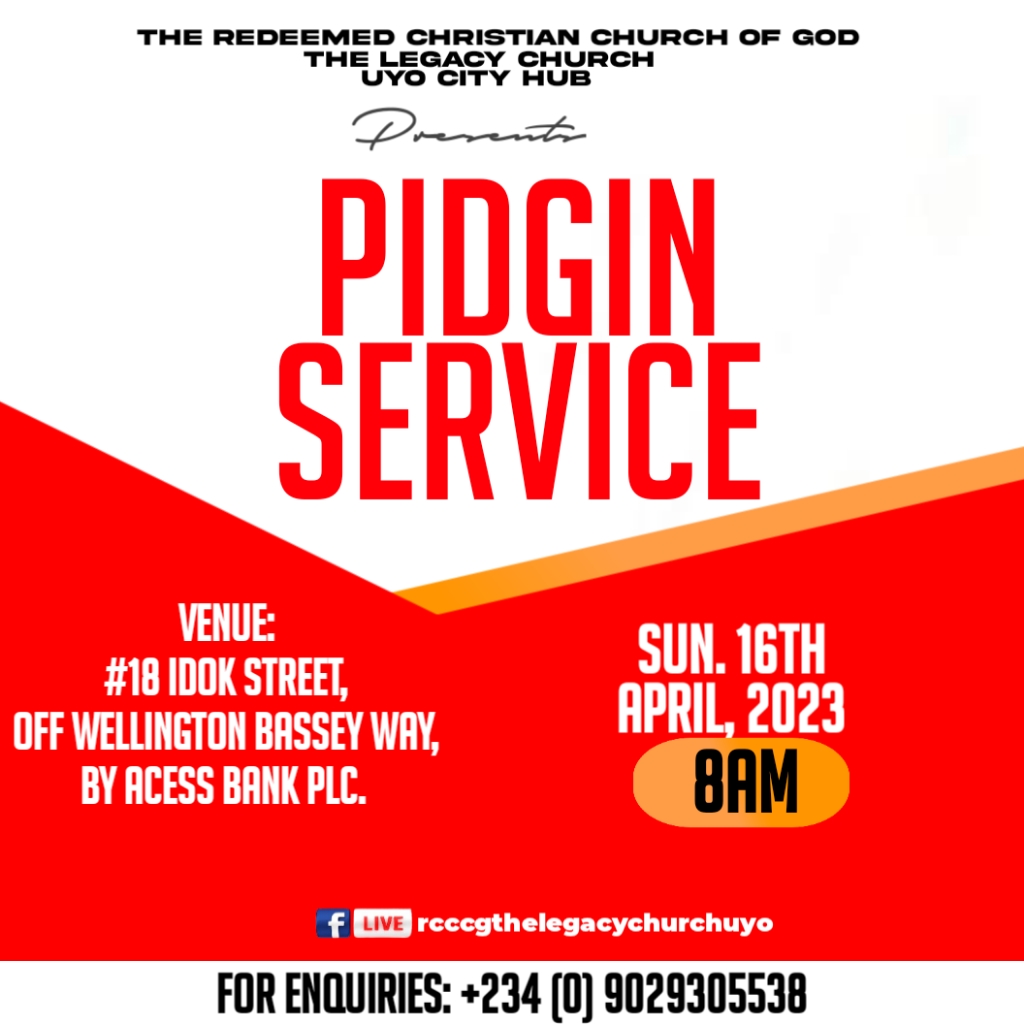 THE REDEEMED CHRISTIAN CHURCH OF GOD
THE LEGACY CHURCH
UYO CITY HUB
Presents
PIDGIN
SERVICE
VENUE:
#18 IDOK STREET,
OFF WELLINGTON BASSEY WAY,
BY ACESS BANK PLC.
SUN. 16TH
APRIL, 2023
8AM
f LIVE rcccgthelegacychurchuyo
FOR ENQUIRIES: +234 (0) 9029305538